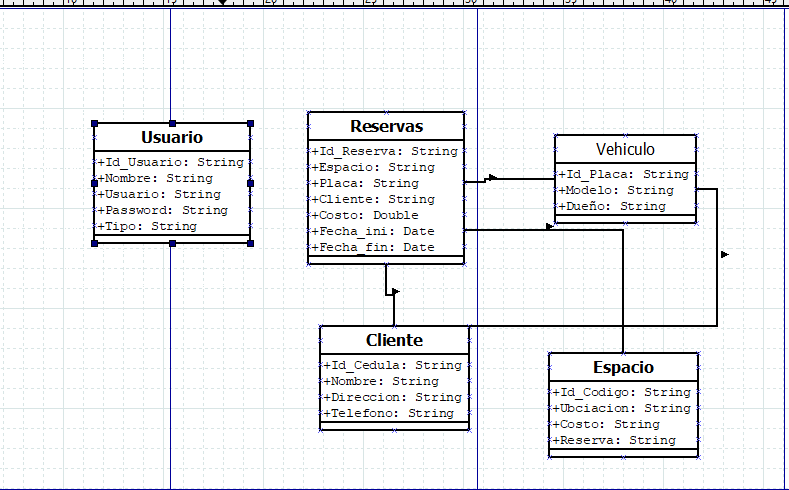 Usuario
+Id_Usuario: String
+Nombre: String
+Usuario: String
+Password: String
+Tipo: String
Reservas
+Id_Reserva: String
+Espacio: String
+Placa: String
+Cliente: String
+Costo: Double
+Fecha_ini: Date
+Fecha_fin: Date
Vehiculo
+Id_Placa: String
+Modelo: String
+Dueño: String
Cliente
+Id_Cedula: String
+Nombre: String
+Direccion: String
+Telefono: String
Espacio
+Id_Codigo: String
+Ubciacion: String
+Costo: String
+Reserva: String